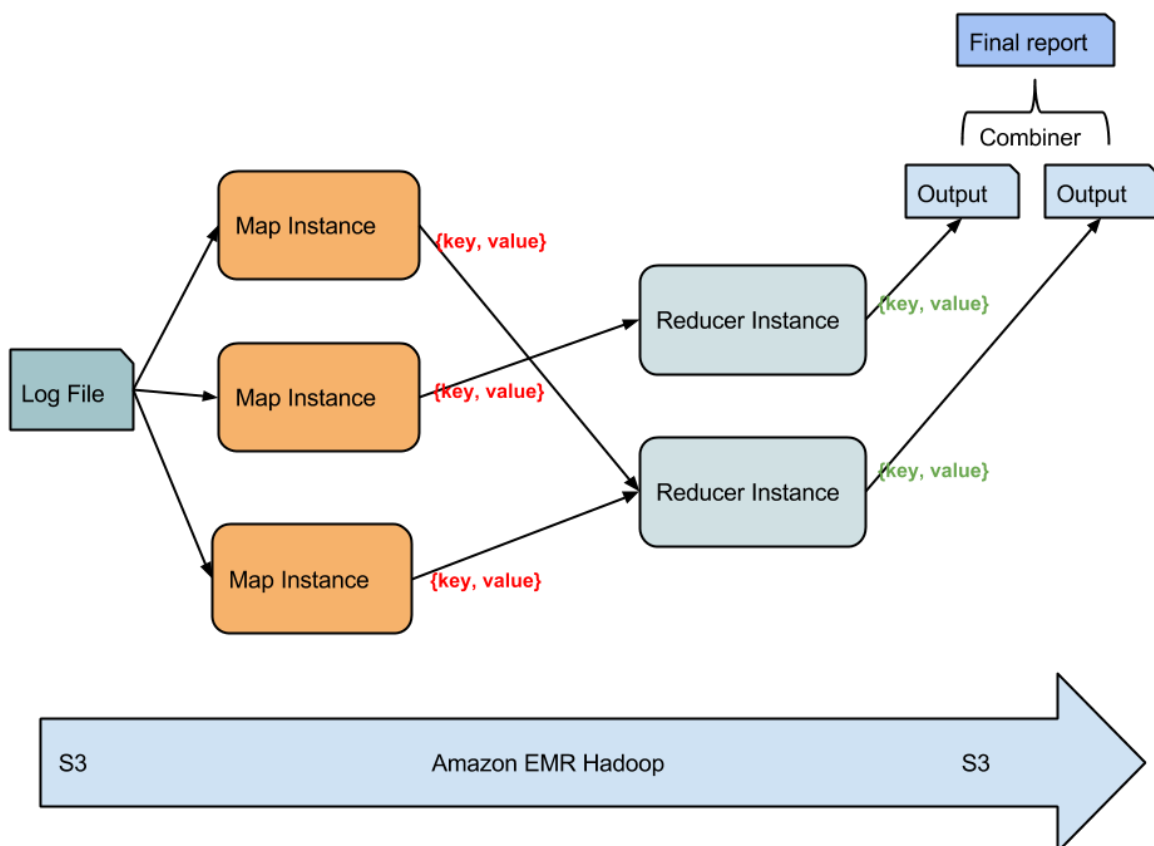 Final report
Combiner
Output
Output
Map Instance
{key, value}
Reducer Instance
{key, value}
Log File
Map Instance
{key, value}
Reducer Instance
{key, value}
Map Instance
{key, value}
S3
Amazon EMR Hadoop
S3